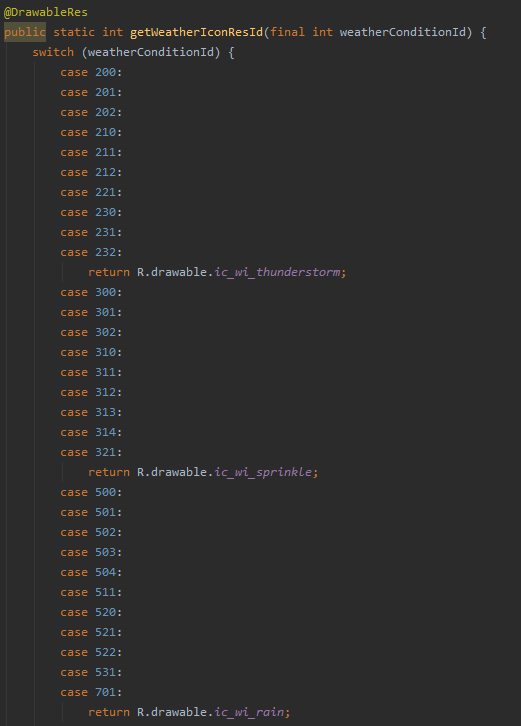 @DrawableRes
public static int getWeatherIconResId(final int weatherConditionId) {
switch (weatherConditionId) {
case 200:
case 201:
case 202:
case 210:
case 211:
case 212:
case 221:
case 230:
case 231:
case 232:
return R.drawable.ic_wi_thunderstorm;
case 300:
case 301:
case 302:
case 310:
case 311:
case 312:
case 313:
case 314:
case 321:
return R.drawable.ic_wi_sprinkle;
case 500:
case 501:
case 502:
case 503:
case 504:
case 511:
case 520:
case 521:
case 522:
case 531:
case 701:
return R.drawable.ic_wi_rain;